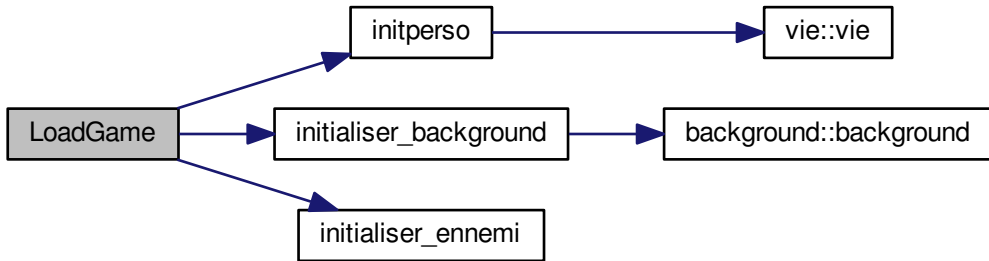 initperso
vie::vie
LoadGame
initialiser_background
background::background
initialiser_ennemi